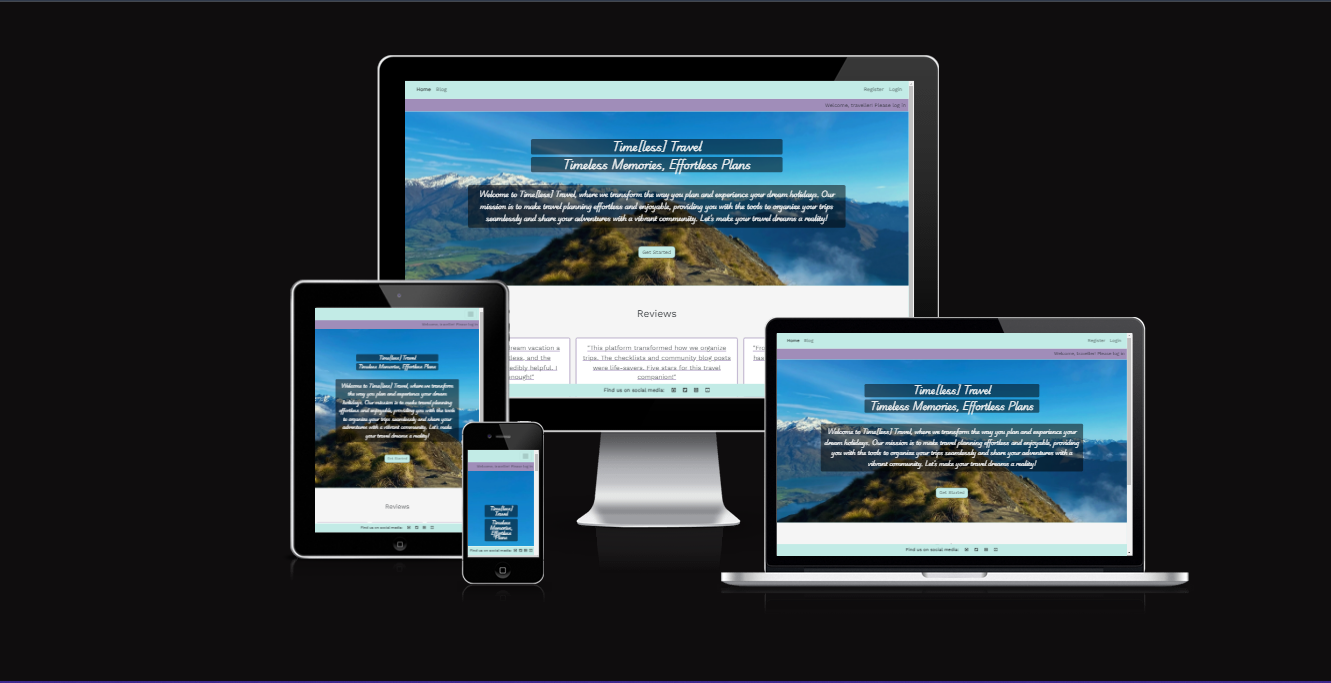 Home Blog Register Login
Welcome, traveller! Please log in
Time[less] Travel
Timeless Memories, Effortless Plans
Welcome to Time[less] Travel, where we transform the way you plan and experience your dream holidays. Our
mission is to make travel planning effortless and enjoyable, providing you with the tools to organize your trips
seamlessly and share your adventures with a vibrant community. Let's make your travel dreams a reality!
Get Started
Reviews
dream vacation a
less, and the
edibly helpful. I
enough!"
"This platform transformed how we organize
trips. The checklists and community blog posts
were life-savers. Five stars for this travel
companion!"
"Fro
has
Find us on social media:
Welcome, traveller! Please log in
Time[less] Travel
Timeless Memories, Effortless Plans
Welcome to Time[less] Travel, where we transform
the way you plan and experience your dream
holidays. Our mission is to make travel planning
effortless and enjoyable, providing you with the tools
to organize your trips seamlessly and share your
adventures with a vibrant community. Let's make
your travel dreams a reality!
Get Started
Reviews
Find us on social media:
Welcome, traveller! Please log in
Time[less]
Travel
Timeless
Memories,
Effortless
Plans
Find us on social media:
Home Blog Register Login
Welcome, traveller! Please log in
Time[less] Travel
Timeless Memories, Effortless Plans
Welcome to Time[less] Travel, where we transform the way you plan and experience your
dream holidays. Our mission is to make travel planning effortless and enjoyable, providing
you with the tools to organize your trips seamlessly and share your adventures with a
vibrant community. Let's make your travel dreams a reality!
Get Started
Find us on social media: